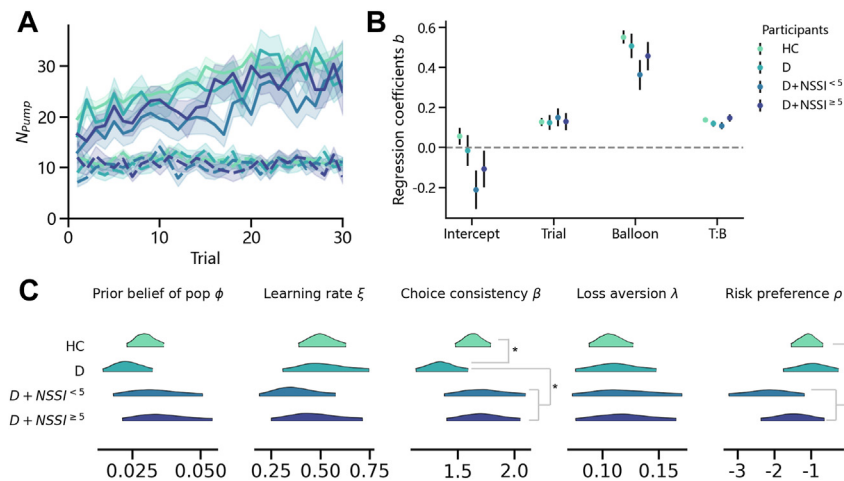 A
N_Pump
30
20
10
0
0 10 20 30
Trial
B
Regression coefficients b
0.6
0.4
0.2
0.0
-0.2
Intercept Trial Balloon T:B
Participants
HC
D
D+NSSI<5
D+NSSI≥5
C
Prior belief of pop ϕ Learning rate ξ Choice consistency β Loss aversion λ Risk preference ρ
HC
*
D
D + NSSI<5
*
D + NSSI≥5
0.025 0.050 0.25 0.50 0.75 1.5 2.0 0.10 0.15 -3 -2 -1